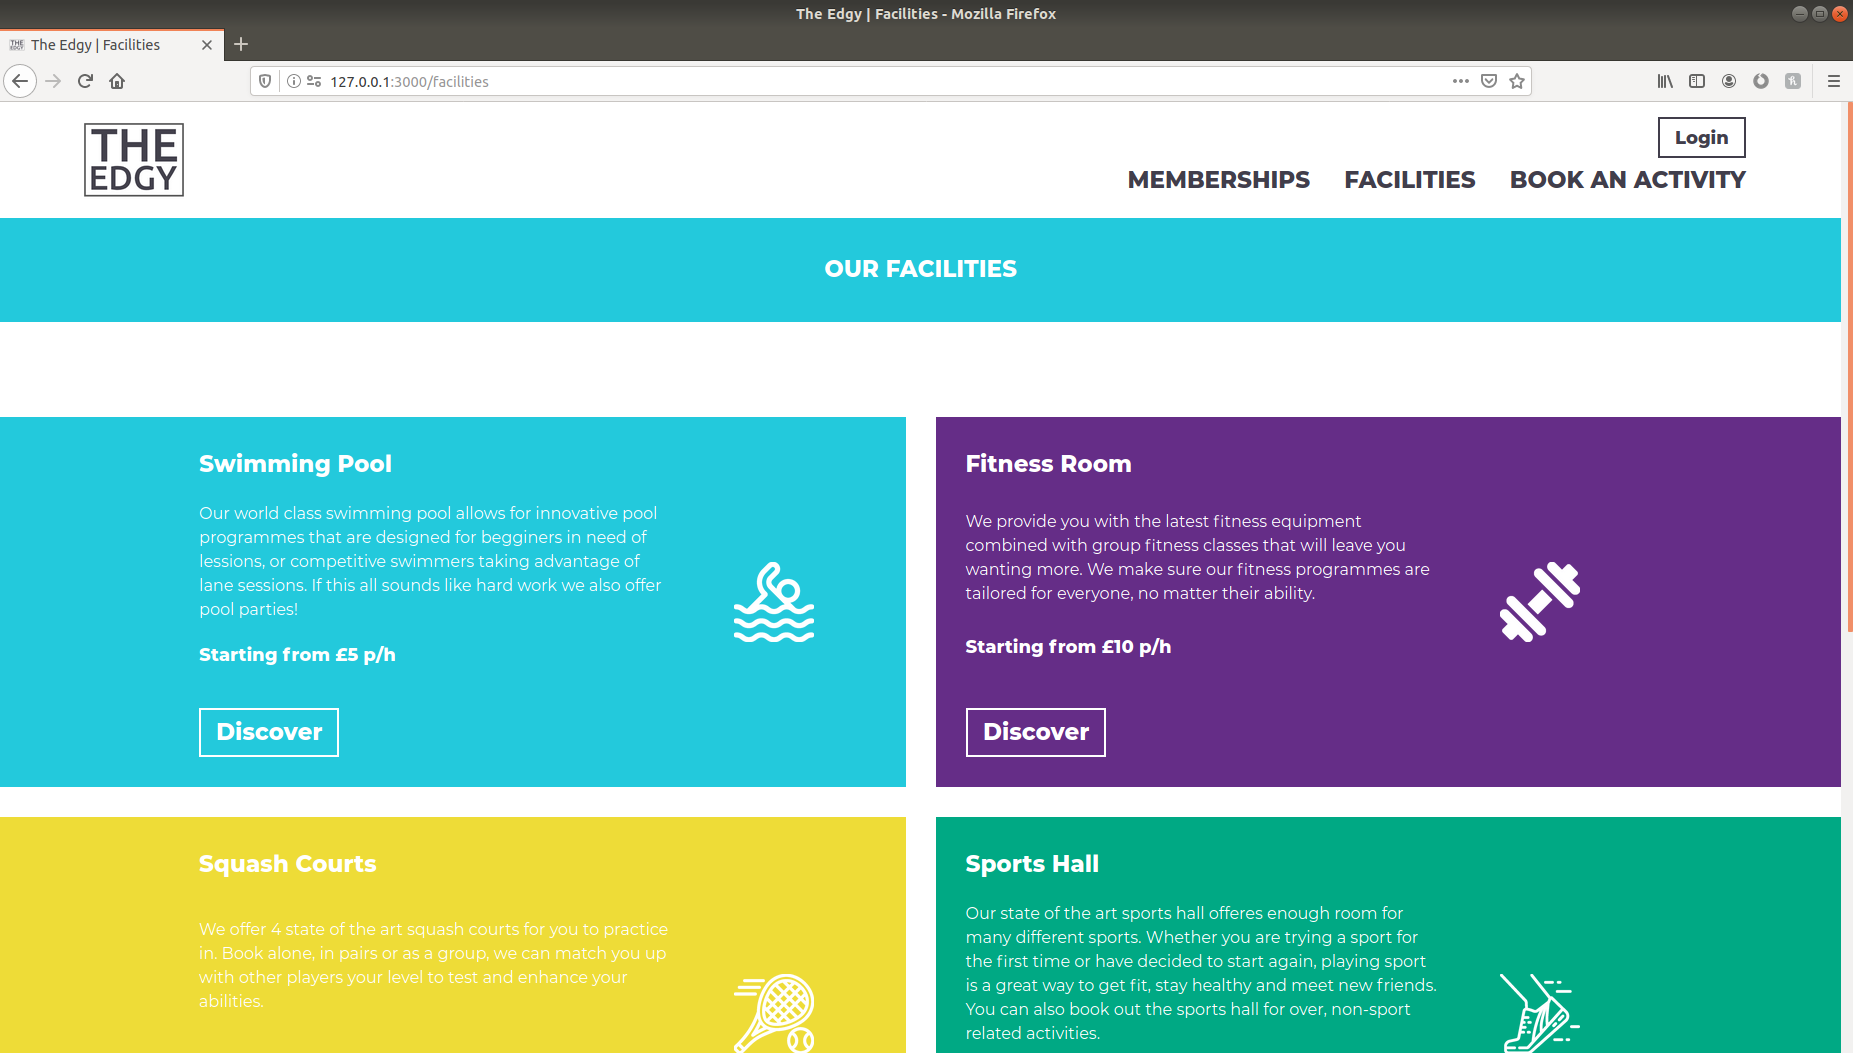 The Edgy | Facilities - Mozilla Firefox
THE EDGY The Edgy | Facilities
127.0.0.1:3000/facilities
THE
EDGY
Login
MEMBERSHIPS FACILITIES BOOK AN ACTIVITY
OUR FACILITIES
Swimming Pool
Our world class swimming pool allows for innovative pool
programmes that are designed for begginers in need of
lessions, or competitive swimmers taking advantage of
lane sessions. If this all sounds like hard work we also offer
pool parties!
Starting from £5 p/h
Discover
Fitness Room
We provide you with the latest fitness equipment
combined with group fitness classes that will leave you
wanting more. We make sure our fitness programmes are
tailored for everyone, no matter their ability.
Starting from £10 p/h
Discover
Squash Courts
We offer 4 state of the art squash courts for you to practice
in. Book alone, in pairs or as a group, we can match you up
with other players your level to test and enhance your
abilities.
Sports Hall
Our state of the art sports hall offeres enough room for
many different sports. Whether you are trying a sport for
the first time or have decided to start again, playing sport
is a great way to get fit, stay healthy and meet new friends.
You can also book out the sports hall for over, non-sport
related activities.